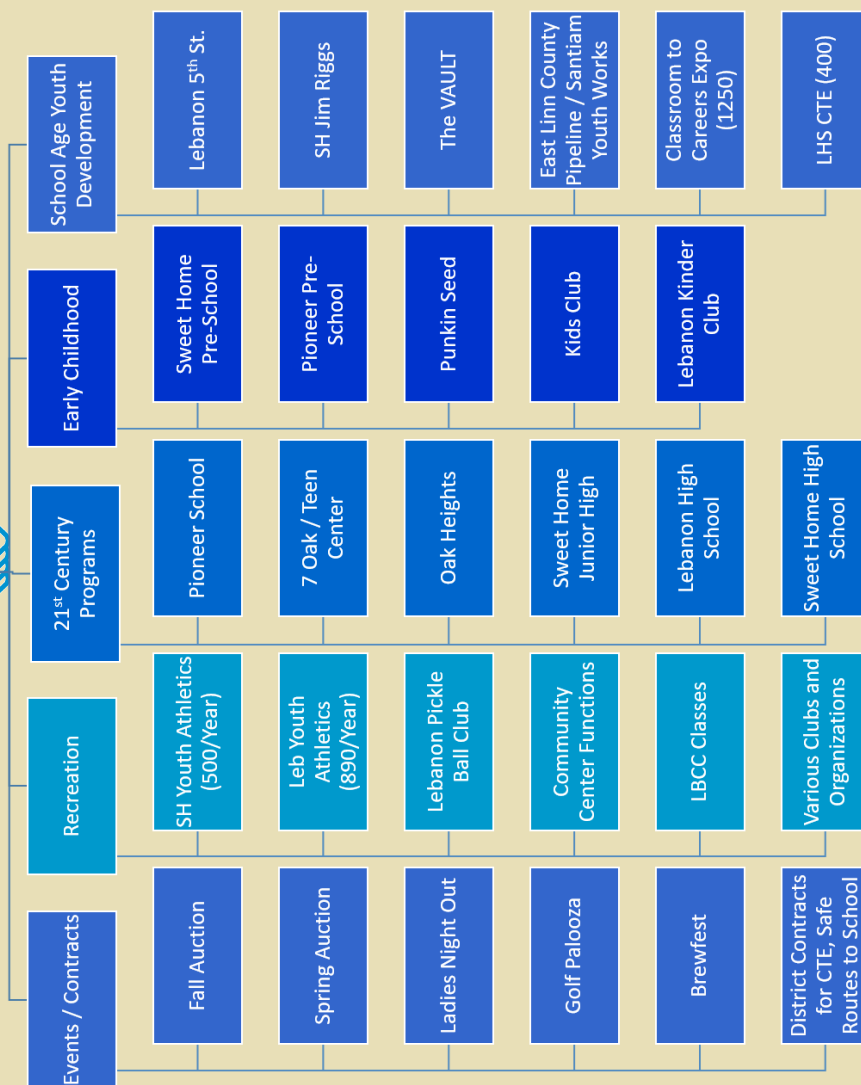 Events / Contracts
Fall Auction
Spring Auction
Ladies Night Out
Golf Palooza
Brewfest
District Contracts
for CTE, Safe
Routes to School
Recreation
SH Youth Athletics
(500/Year)
Leb Youth
Athletics
(890/Year)
Lebanon Pickle
Ball Club
Community
Center Functions
LBCC Classes
Various Clubs and
Organizations
21st Century
Programs
Pioneer School
7 Oak / Teen
Center
Oak Heights
Sweet Home
Junior High
Lebanon High
School
Sweet Home High
School
Early Childhood
Sweet Home
Pre-School
Pioneer Pre-
School
Punkin Seed
Kids Club
Lebanon Kinder
Club
School Age Youth
Development
Lebanon 5th St.
SH Jim Riggs
The VAULT
East Linn County
Pipeline / Santiam
Youth Works
Classroom to
Careers Expo
(1250)
LHS CTE (400)